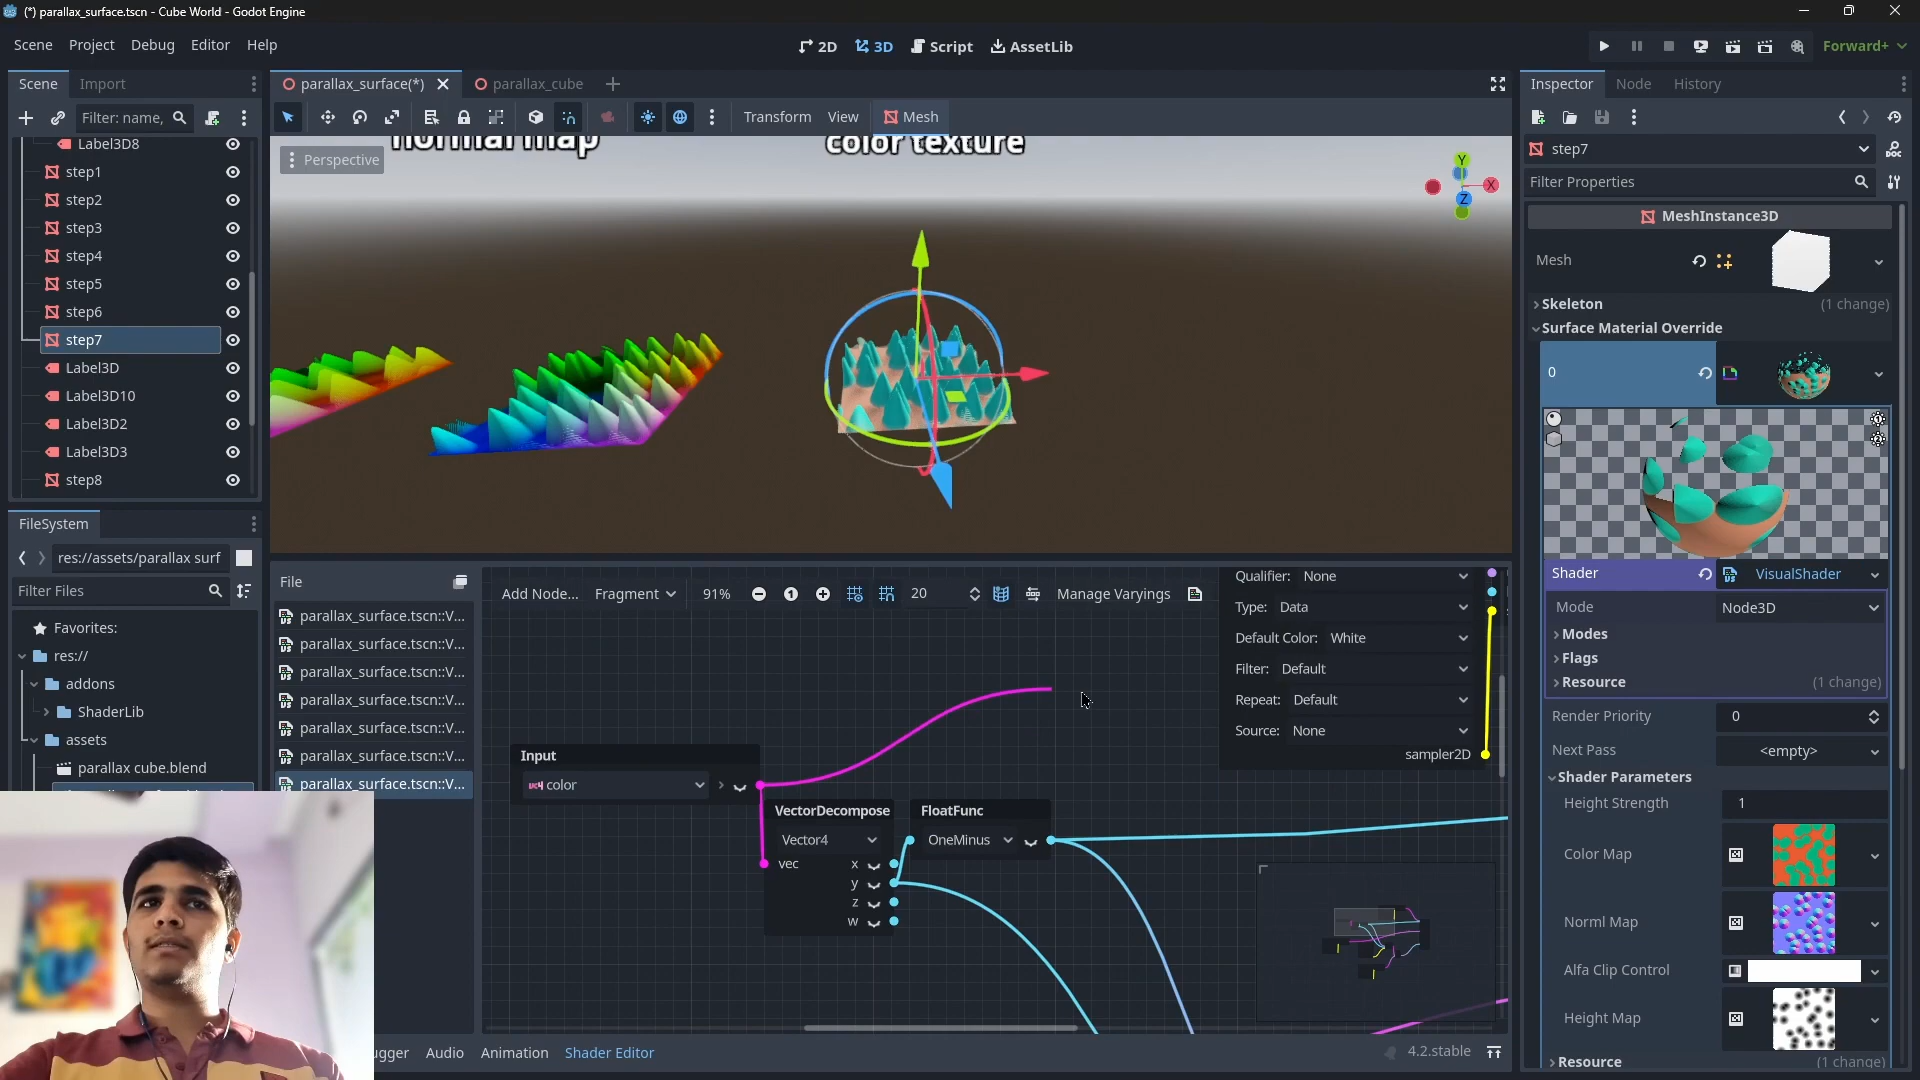 (*) parallax_surface.tscn - Cube World - Godot Engine
Scene Project Debug Editor Help
2D 3D Script AssetLib
Forward+
Scene Import
parallax_surface(*) parallax_cube
Inspector Node History
Filter: name,
Transform View Mesh
Label3D8
step1
step2
step3
step4
step5
step6
step7
Label3D
Label3D10
Label3D2
Label3D3
step8
normal map
color texture
Perspective
Y
X
Z
FileSystem
res://assets/parallax surf
Filter Files
Favorites:
res://
addons
ShaderLib
assets
parallax cube.blend
File
parallax_surface.tscn::V...
parallax_surface.tscn::V...
parallax_surface.tscn::V...
parallax_surface.tscn::V...
parallax_surface.tscn::V...
parallax_surface.tscn::V...
parallax_surface.tscn::V...
Add Node... Fragment 91% 1 20 Manage Varyings
Qualifier: None
Type: Data
Default Color: White
Filter: Default
Repeat: Default
Source: None
sampler2D
Input
color
VectorDecompose
Vector4
vec x
y
z
w
FloatFunc
OneMinus
ugger Audio Animation Shader Editor
4.2.stable
step7
DOC
Filter Properties
MeshInstance3D
Mesh
Skeleton (1 change)
Surface Material Override
0
Shader VisualShader
Mode Node3D
Modes
Flags
Resource (1 change)
Render Priority 0
Next Pass <empty>
Shader Parameters
Height Strength 1
Color Map
Norml Map
Alfa Clip Control
Height Map
Resource (1 change)